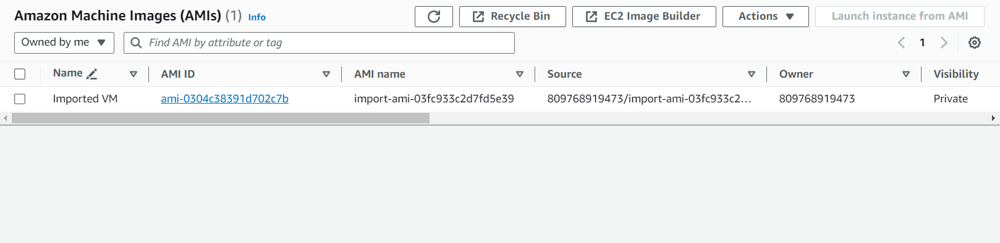 Amazon Machine Images (AMIs) (1) Info
Recycle Bin
EC2 Image Builder
Actions
Launch instance from AMI
Owned by me
Find AMI by attribute or tag
1
Name AMI ID AMI name Source Owner Visibility
Imported VM ami-0304c38391d702c7b import-ami-03fc933c2d7fd5e39 809768919473/import-ami-03fc933c2... 809768919473 Private